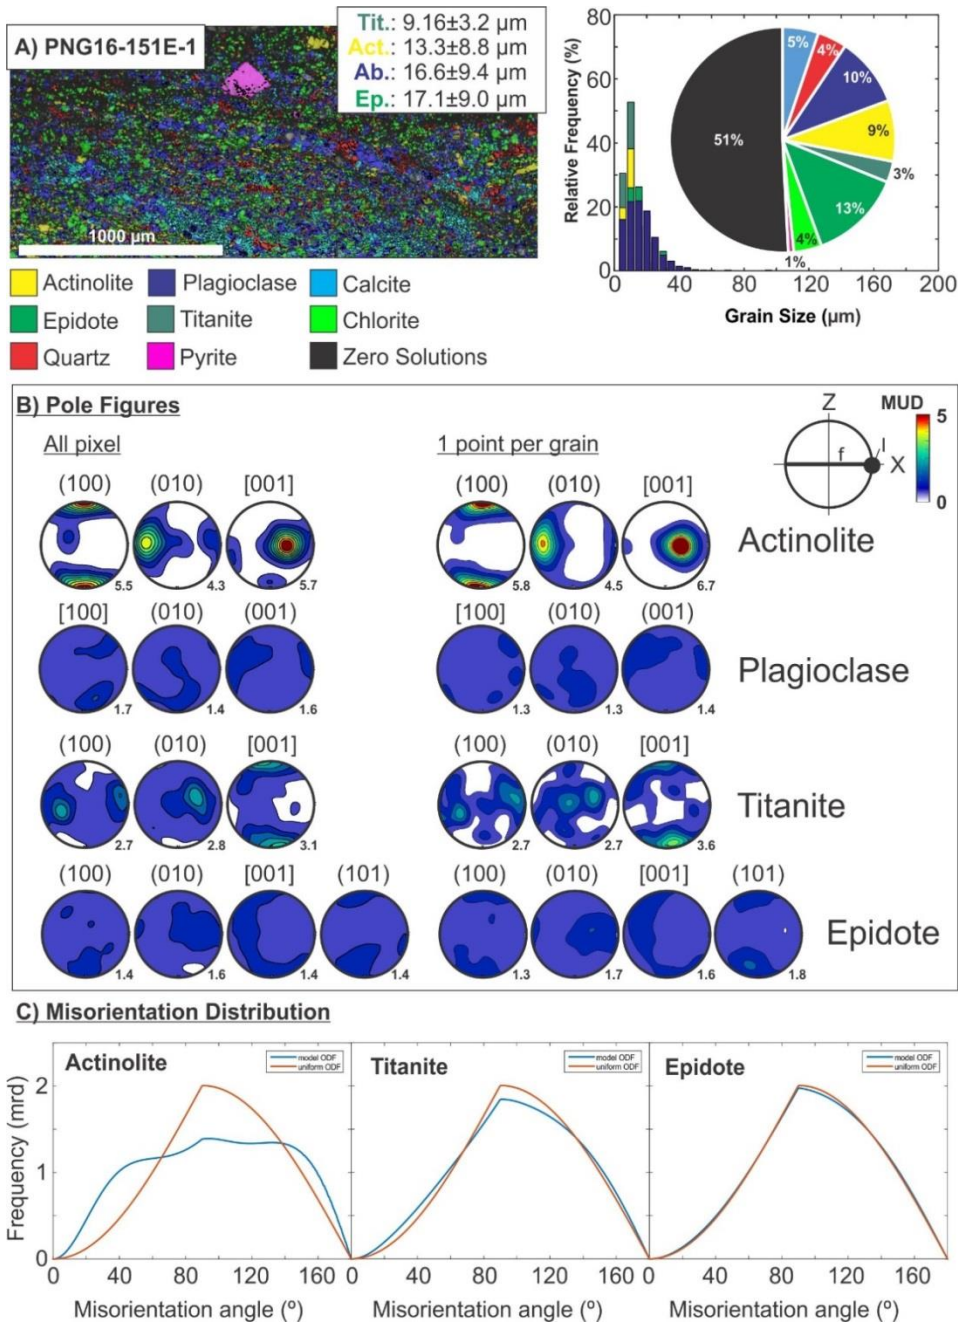 A) PNG16-151E-1
Tit.: 9.16±3.2 µm
Act.: 13.3±8.8 µm
Ab.: 16.6±9.4 µm
Ep.: 17.1±9.0 µm
1000 µm
Actinolite Plagioclase Calcite
Epidote Titanite Chlorite
Quartz Pyrite Zero Solutions
Relative Frequency (%)
80
60
40
20
0
0 40 80 120 160 200
Grain Size (µm)
5%
4%
10%
9%
3%
13%
4%
1%
51%
B) Pole Figures
All pixel
1 point per grain
Z
f
l
X
MUD
5
0
(100) (010) [001] (100) (010) [001]
Actinolite
5.5 4.3 5.7 5.8 4.5 6.7
[100] (010) (001) [100] (010) (001)
Plagioclase
1.7 1.4 1.6 1.3 1.3 1.4
(100) (010) [001] (100) (010) [001]
Titanite
2.7 2.8 3.1 2.7 2.7 3.6
(100) (010) [001] (101) (100) (010) [001] (101)
Epidote
1.4 1.6 1.4 1.4 1.3 1.7 1.6 1.8
C) Misorientation Distribution
Frequency (mrd)
2
1
0
Actinolite
model ODF
uniform ODF
Titanite
model ODF
uniform ODF
Epidote
model ODF
uniform ODF
0 40 80 120 160 0 40 80 120 160 0 40 80 120 160
Misorientation angle (º) Misorientation angle (º) Misorientation angle (º)